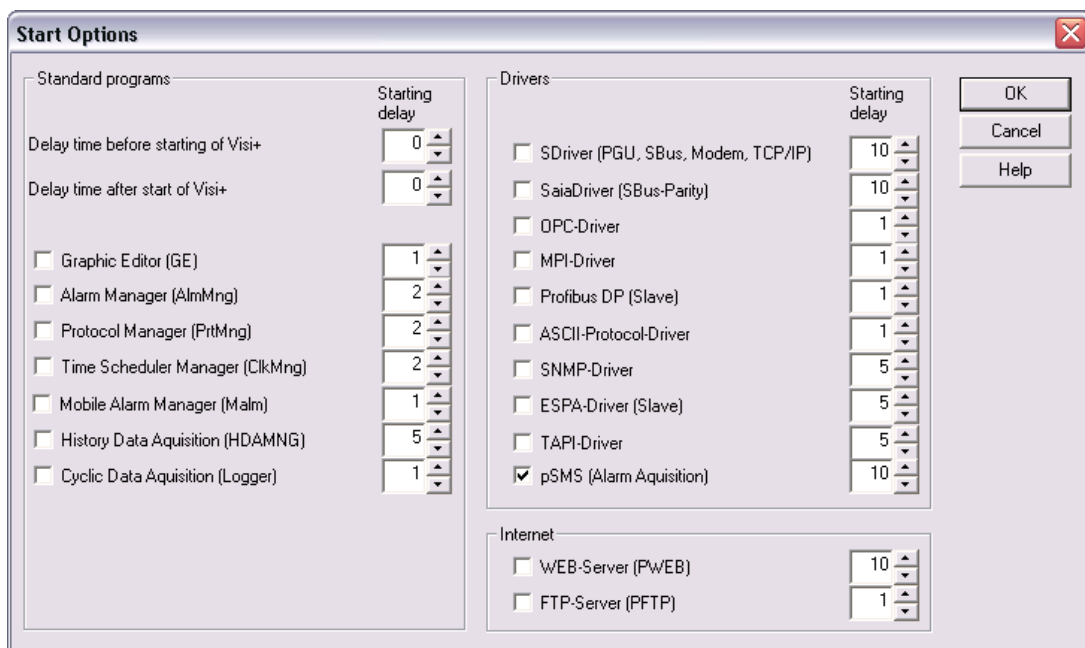 Start Options
Standard programs
Starting
delay
Delay time before starting of Visi+ 0
Delay time after start of Visi+ 0
Graphic Editor (GE) 1
Alarm Manager (AlmMng) 2
Protocol Manager (PrtMng) 2
Time Scheduler Manager (ClkMng) 2
Mobile Alarm Manager (Malm) 1
History Data Aquisition (HDAMNG) 5
Cyclic Data Aquisition (Logger) 1
Drivers
Starting
delay
SDriver (PGU, SBus, Modem, TCP/IP) 10
SaiaDriver (SBus-Parity) 10
OPC-Driver 1
MPI-Driver 1
Profibus DP (Slave) 1
ASCII-Protocol-Driver 1
SNMP-Driver 5
ESPA-Driver (Slave) 5
TAPI-Driver 5
pSMS (Alarm Aquisition) 10
Internet
WEB-Server (PWEB) 10
FTP-Server (PFTP) 1
OK
Cancel
Help